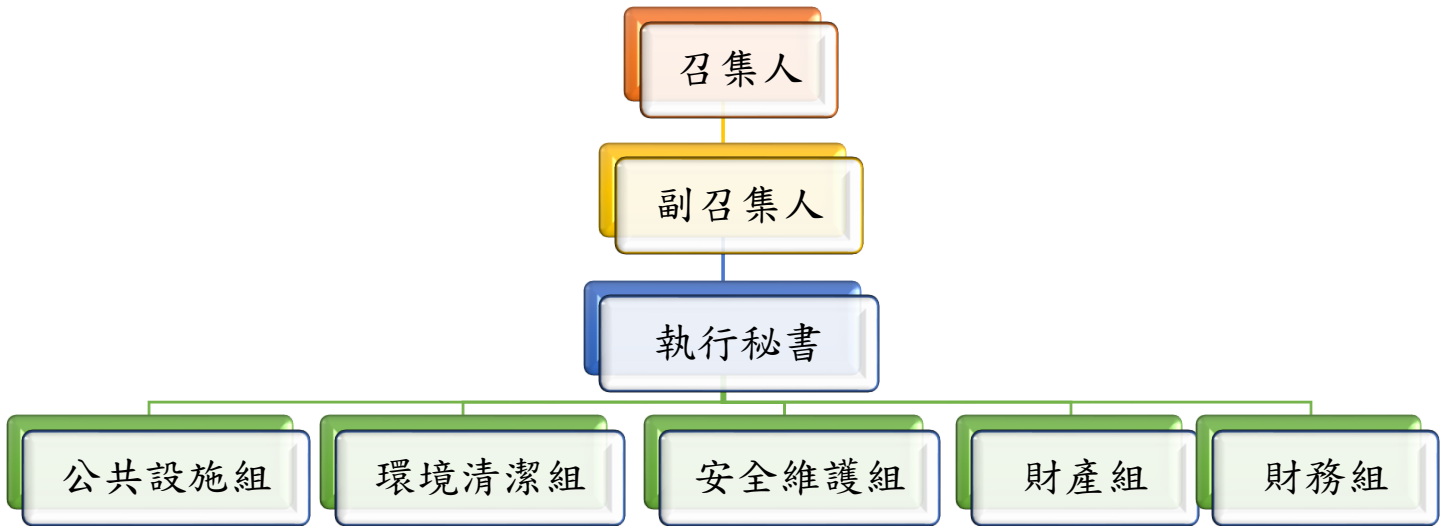 召集人
副召集人
執行秘書
公共設施組
環境清潔組
安全維護組
財產組
財務組